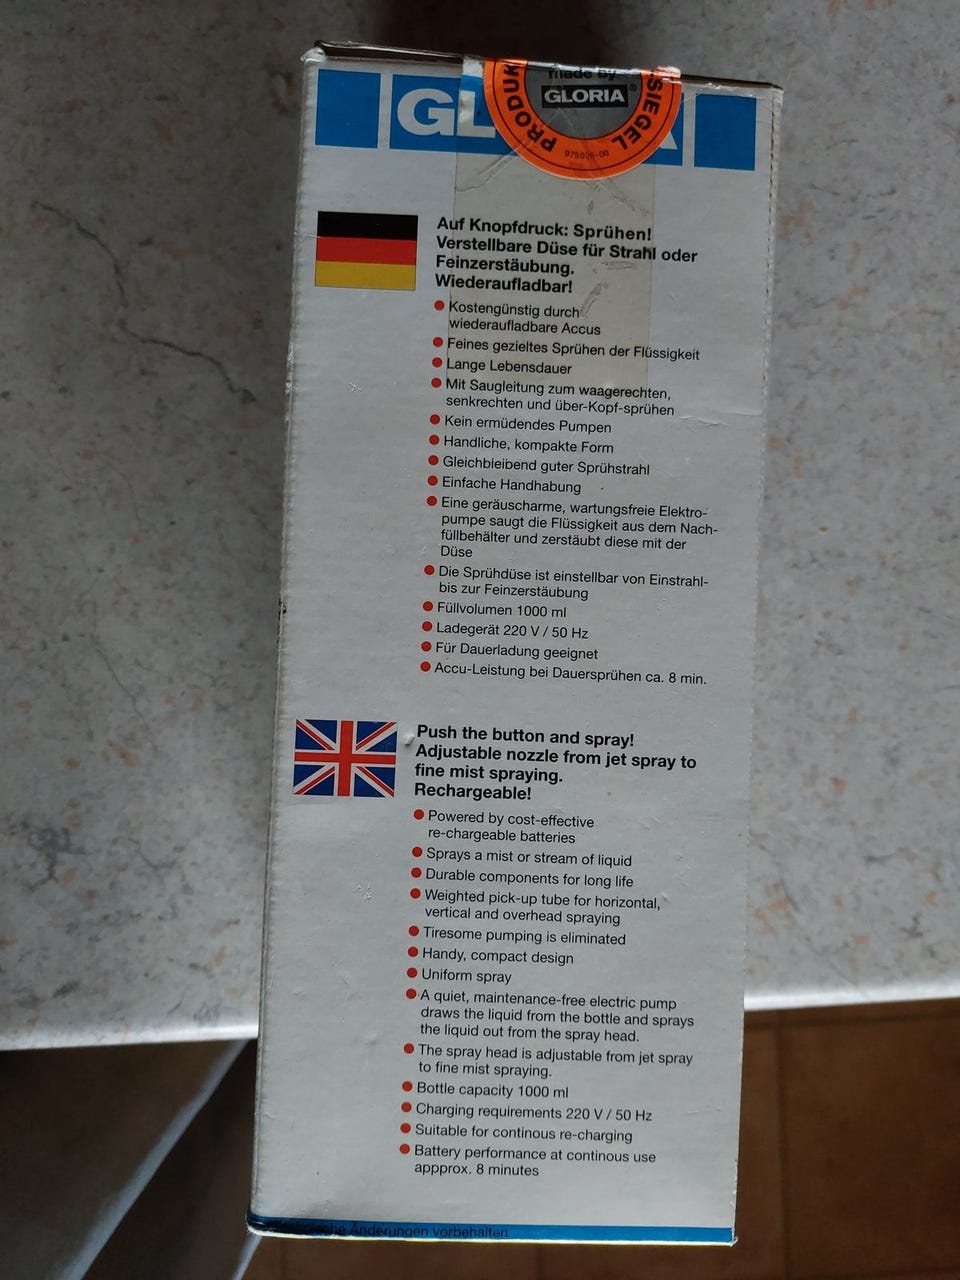 GL A
PRODUK SIEGEL
made by
GLORIA®
975026-00
Auf Knopfdruck: Sprühen!
Verstellbare Düse für Strahl oder
Feinzerstäubung.
Wiederaufladbar!
Kostengünstig durch
wiederaufladbare Accus
Feines gezieltes Sprühen der Flüssigkeit
Lange Lebensdauer
Mit Saugleitung zum waagerechten,
senkrechten und über-Kopf-sprühen
Kein ermüdendes Pumpen
Handliche, kompakte Form
Gleichbleibend guter Sprühstrahl
Einfache Handhabung
Eine geräuscharme, wartungsfreie Elektro-
pumpe saugt die Flüssigkeit aus dem Nach-
füllbehälter und zerstäubt diese mit der
Düse
Die Sprühdüse ist einstellbar von Einstrahl-
bis zur Feinzerstäubung
Füllvolumen 1000 ml
Ladegerät 220 V / 50 Hz
Für Dauerladung geeignet
Accu-Leistung bei Dauersprühen ca. 8 min.
Push the button and spray!
Adjustable nozzle from jet spray to
fine mist spraying.
Rechargeable!
Powered by cost-effective
re-chargeable batteries
Sprays a mist or stream of liquid
Durable components for long life
Weighted pick-up tube for horizontal,
vertical and overhead spraying
Tiresome pumping is eliminated
Handy, compact design
Uniform spray
A quiet, maintenance-free electric pump
draws the liquid from the bottle and sprays
the liquid out from the spray head.
The spray head is adjustable from jet spray
to fine mist spraying.
Bottle capacity 1000 ml
Charging requirements 220 V / 50 Hz
Suitable for continous re-charging
Battery performance at continous use
appprox. 8 minutes
Änderungen vorbehalten